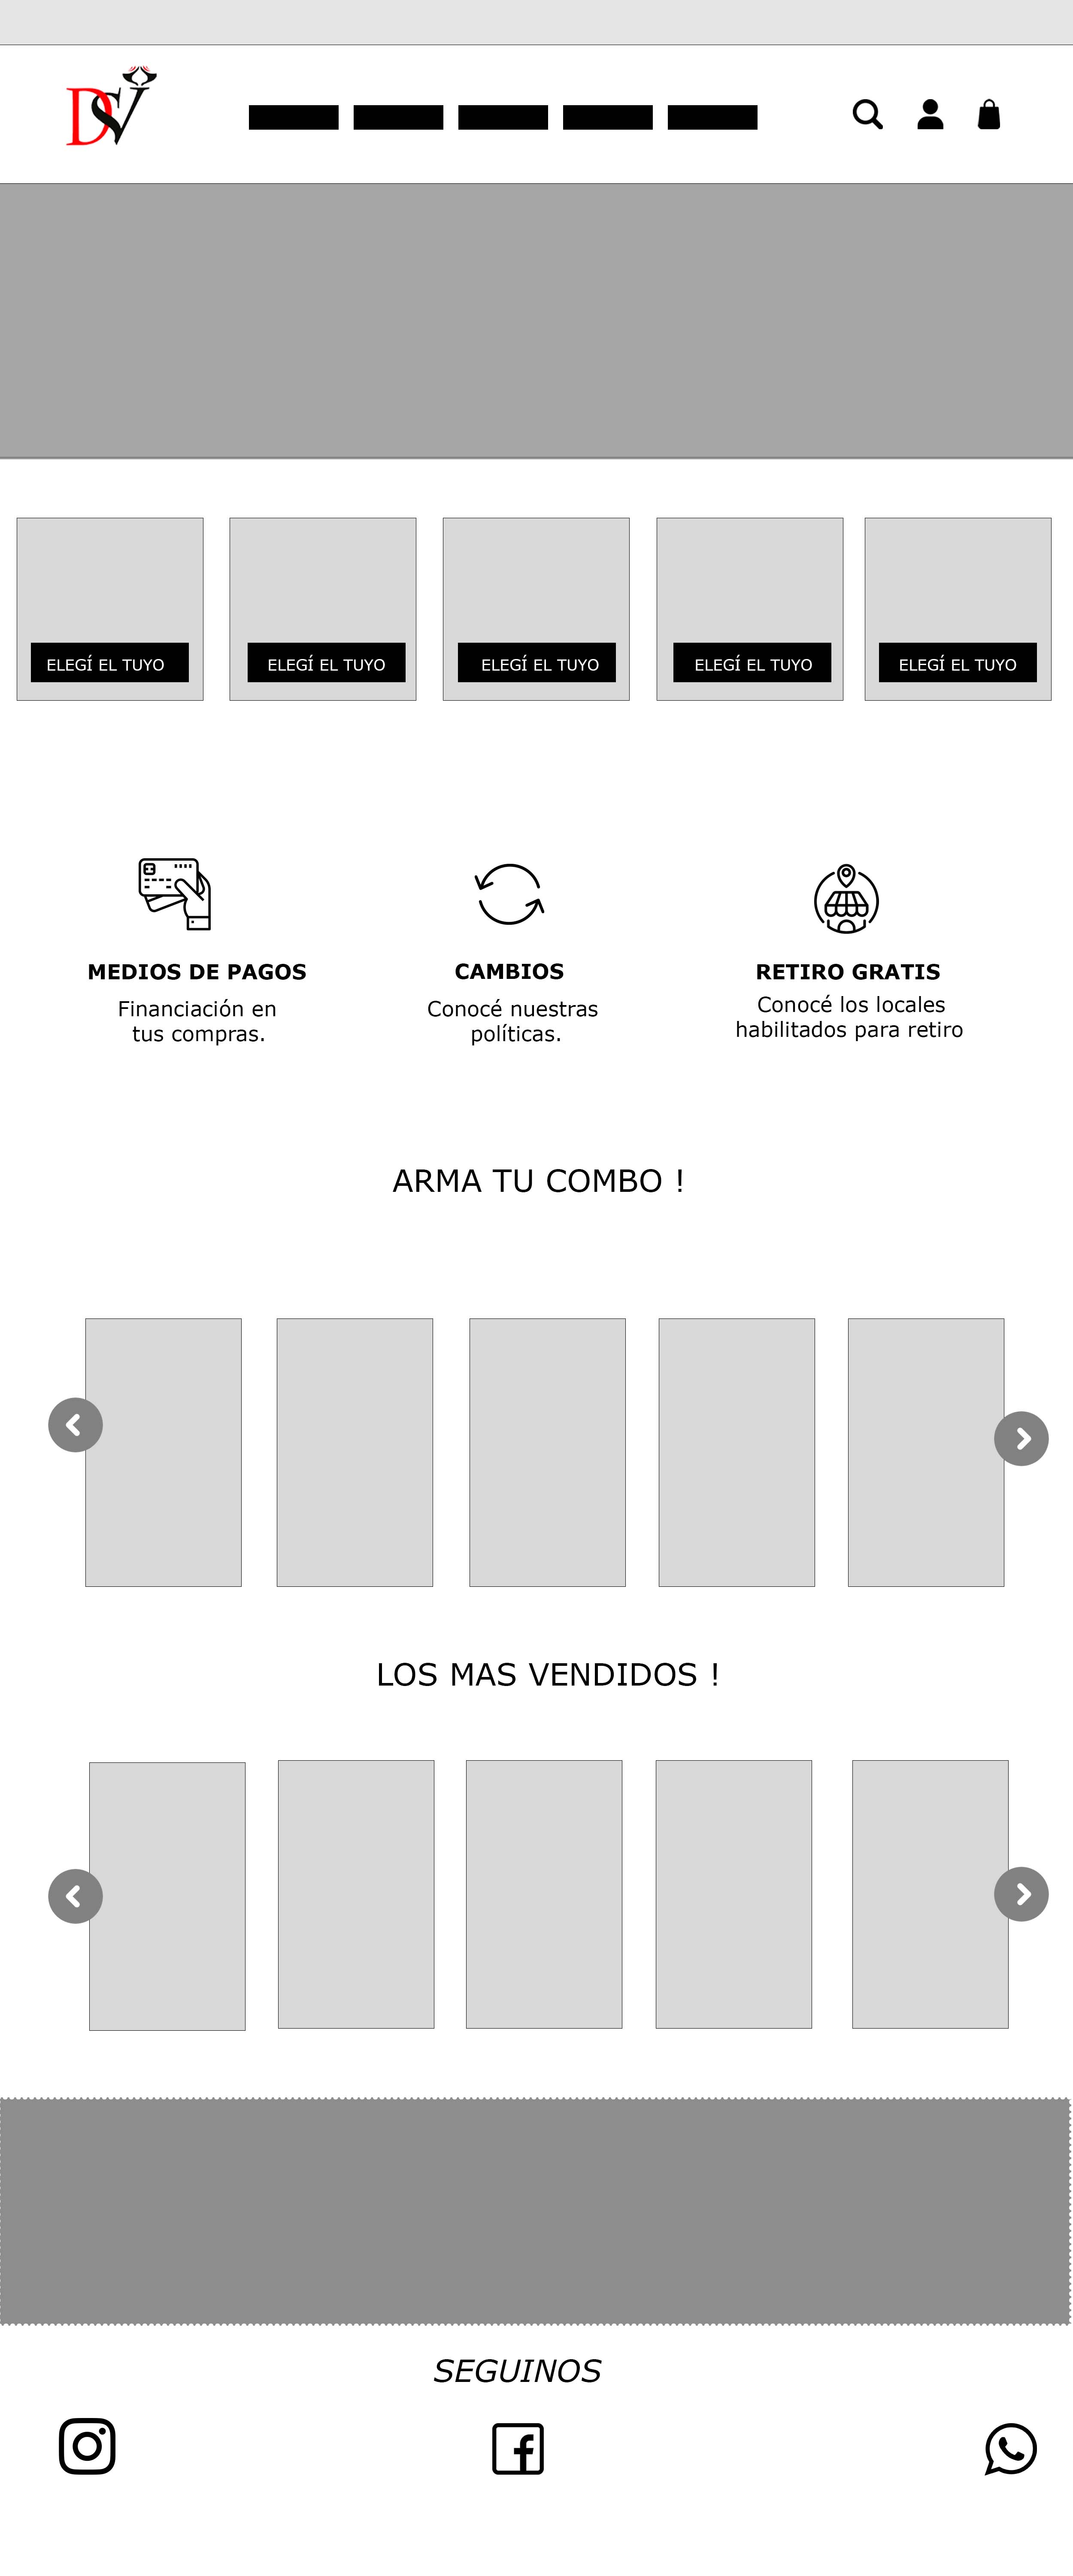 DSV
ELEGÍ EL TUYO
ELEGÍ EL TUYO
ELEGÍ EL TUYO
ELEGÍ EL TUYO
ELEGÍ EL TUYO
MEDIOS DE PAGOS
Financiación en
tus compras.
CAMBIOS
Conocé nuestras
políticas.
RETIRO GRATIS
Conocé los locales
habilitados para retiro
ARMA TU COMBO !
LOS MAS VENDIDOS !
SEGUINOS